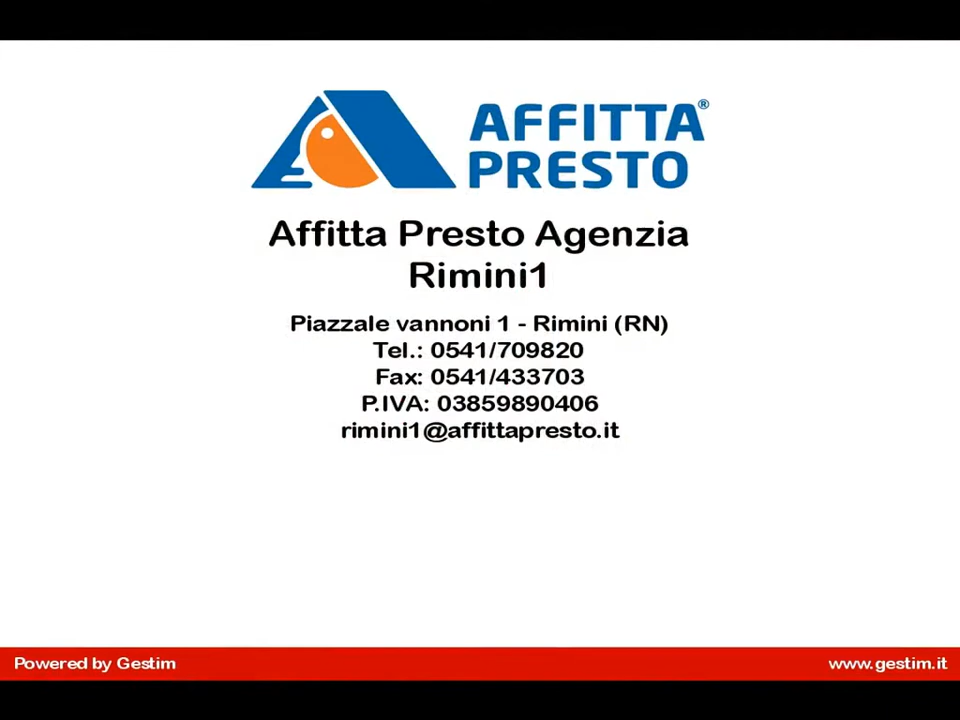 AFFITTA®
PRESTO
Affitta Presto Agenzia
Rimini1
Piazzale vannoni 1 - Rimini (RN)
Tel.: 0541/709820
Fax: 0541/433703
P.IVA: 03859890406
rimini1@affittapresto.it
Powered by Gestim
www.gestim.it